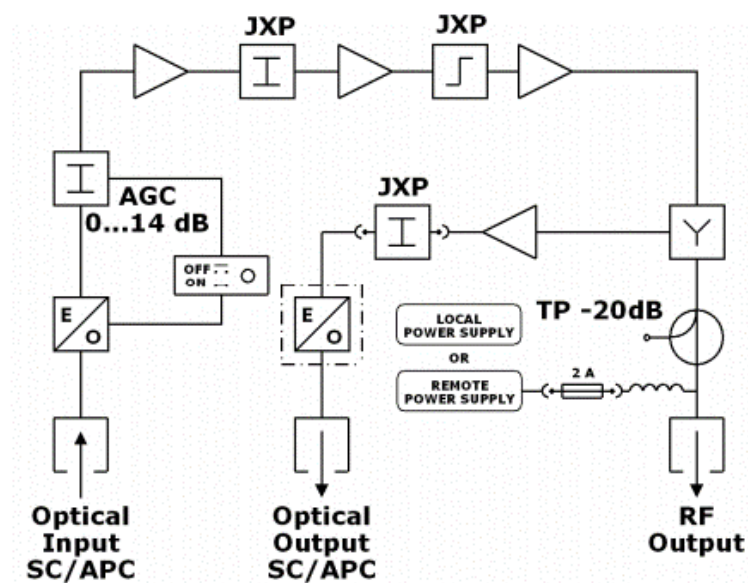 JXP
JXP
AGC
0...14 dB
JXP
OFF
ON
E
O
E
O
LOCAL
POWER SUPPLY
OR
REMOTE
POWER SUPPLY
TP -20dB
2 A
Optical
Input
SC/APC
Optical
Output
SC/APC
RF
Output